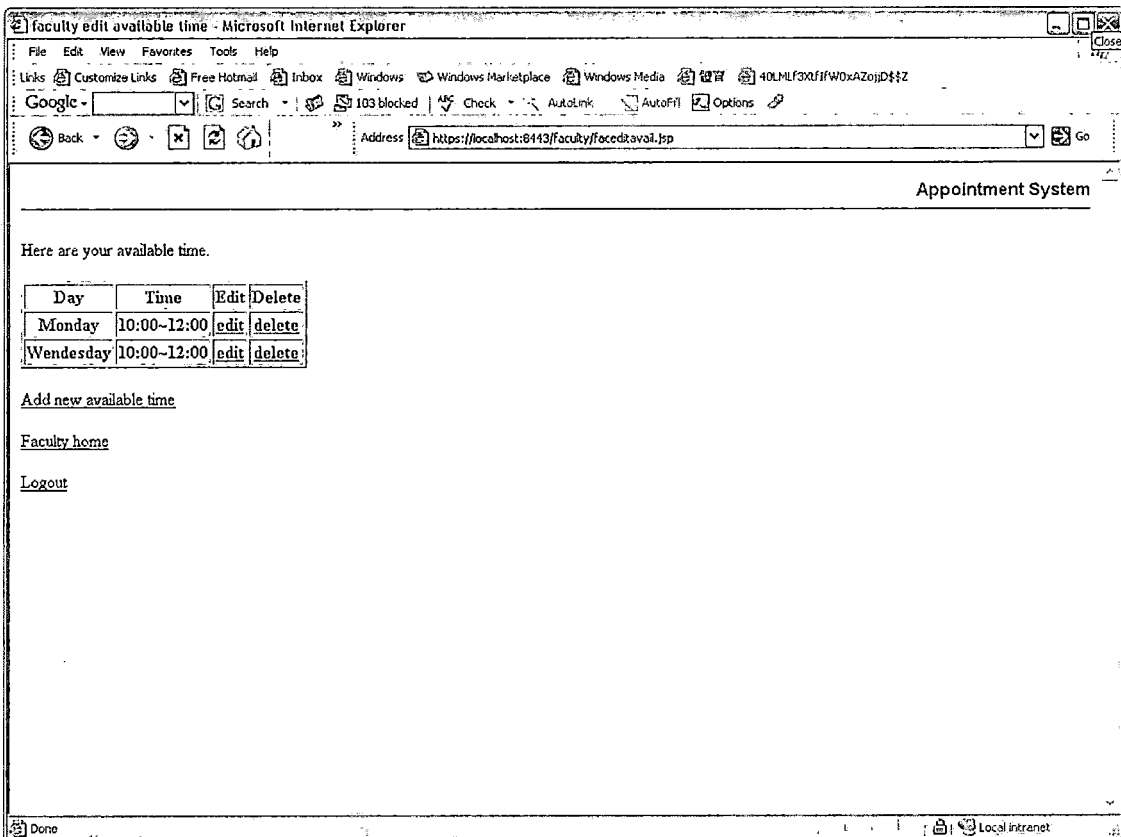 faculty edit available time - Microsoft Internet Explorer
Close
File Edit View Favorites Tools Help
Links Customize Links Free Hotmail Inbox Windows Windows Marketplace Windows Media
Google - Search 103 blocked Check AutoLink AutoFill Options
Back Address https://localhost:8443/faculty/faceditavail.jsp Go
Appointment System
Here are your available time.
Day Time Edit Delete
Monday 10:00~12:00 edit delete
Wendesday 10:00~12:00 edit delete
Add new available time
Faculty home
Logout
Done Local intranet